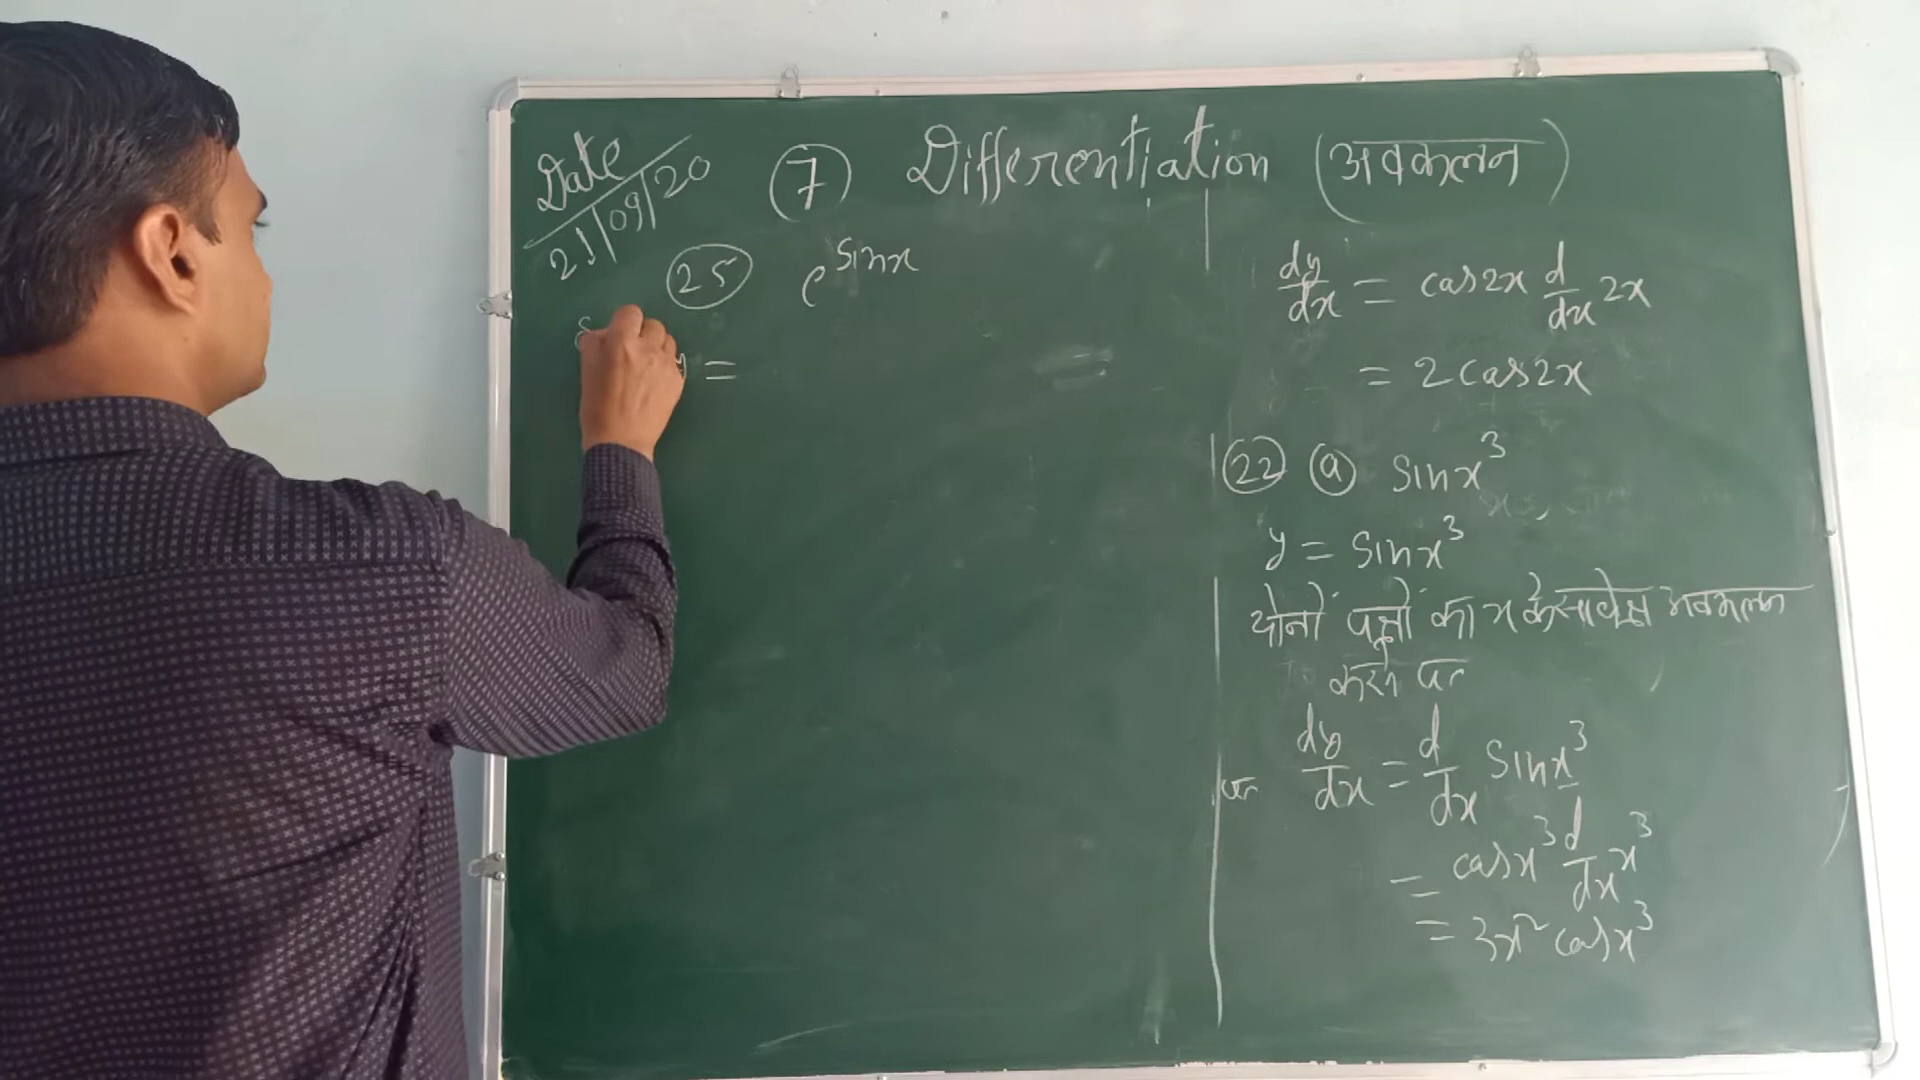 Date
21/09/20
(7) Differentiation (अवकलन)
(25) e^sinx
y =
dy/dx = cos2x d/dx 2x
= 2cos2x
(22) (a) sinx^3
y = sinx^3
दोनों पक्षों का x के सापेक्ष अवकलन
करने पर
dy/dx = d/dx sinx^3
= cosx^3 d/dx x^3
= 3x^2 cosx^3